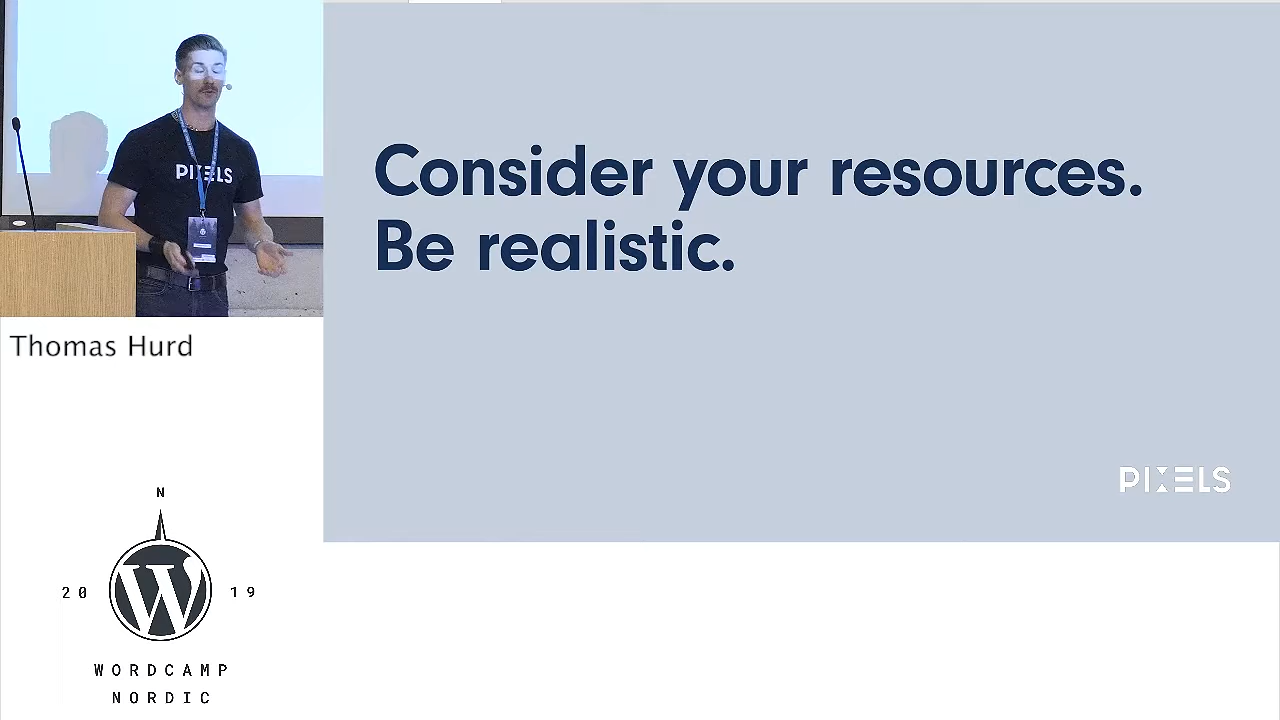 PIXELS
Thomas Hurd
N
20 19
WORDCAMP
NORDIC
Consider your resources.
Be realistic.
PIXELS